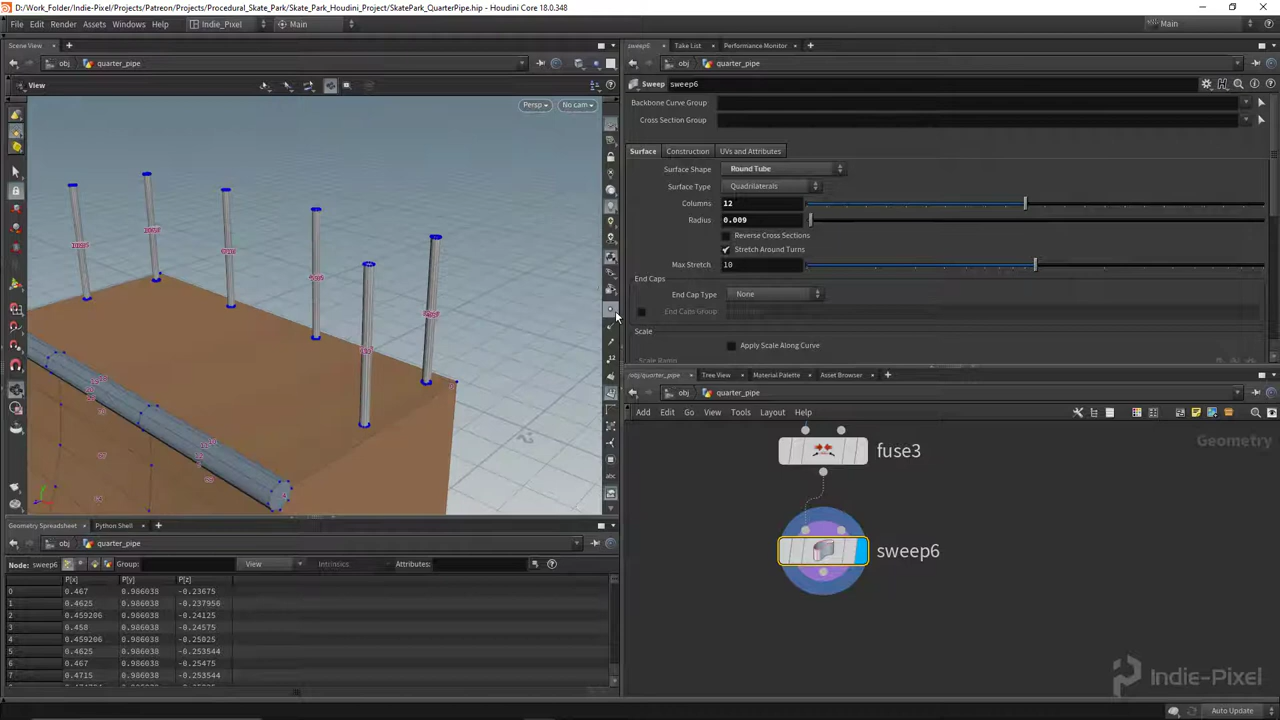 D:/Work_Folder/Indie-Pixel/Projects/Patreon/Projects/Procedural_Skate_Park/Skate_Park_Houdini_Project/SkatePark_QuarterPipe.hip - Houdini Core 18.0.348
File Edit Render Assets Windows Help Indie_Pixel Main Main
Scene View
obj quarter_pipe
View
Persp No cam
sweep6 Take List Performance Monitor
obj quarter_pipe
Sweep sweep6
Backbone Curve Group
Cross Section Group
Surface Construction UVs and Attributes
Surface Shape Round Tube
Surface Type Quadrilaterals
Columns 12
Radius 0.009
Reverse Cross Sections
Stretch Around Turns
Max Stretch 10
End Caps
End Cap Type None
End Caps Group
Scale
Apply Scale Along Curve
Scale Ramp
/obj/quarter_pipe Tree View Material Palette Asset Browser
obj quarter_pipe
Add Edit Go View Tools Layout Help
Geometry
fuse3
sweep6
Indie-Pixel
Geometry Spreadsheet Python Shell
obj quarter_pipe
Node: sweep6 Group: View Intrinsics Attributes:
P[x] P[y] P[z]
0 0.467 0.986038 -0.23675
1 0.4625 0.986038 -0.237956
2 0.459206 0.986038 -0.24125
3 0.458 0.986038 -0.24575
4 0.459206 0.986038 -0.25025
5 0.4625 0.986038 -0.253544
6 0.467 0.986038 -0.25475
7 0.4715 0.986038 -0.253544
Auto Update